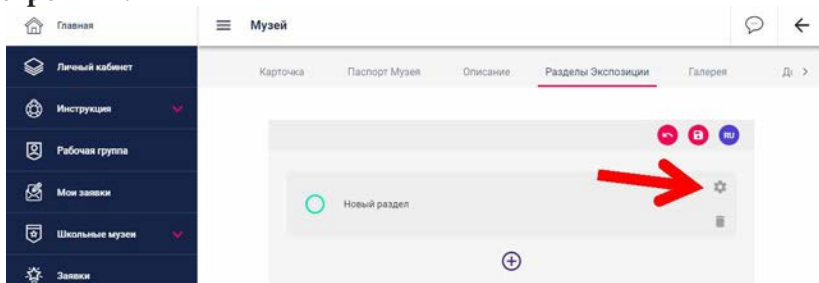 Главная
Музей
Личный кабинет
Карточка Паспорт Музея Описание Разделы Экспозиции Галерея
Инструкция
RU
Рабочая группа
Мои заявки
Новый раздел
Школьные музеи
Заявки